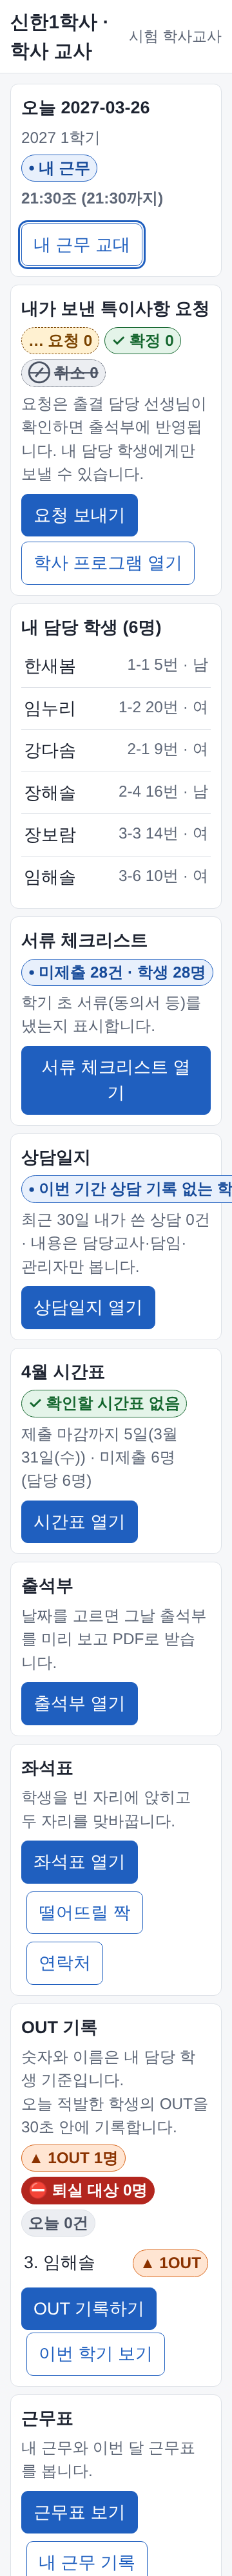 신한1학사 ·
학사 교사
시험 학사교사
오늘 2027-03-26
2027 1학기
• 내 근무
21:30조 (21:30까지)
내 근무 교대
내가 보낸 특이사항 요청
… 요청 0
✓ 확정 0
취소 0
요청은 출결 담당 선생님이
확인하면 출석부에 반영됩
니다. 내 담당 학생에게만
보낼 수 있습니다.
요청 보내기
학사 프로그램 열기
내 담당 학생 (6명)
한새봄 1-1 5번 · 남
임누리 1-2 20번 · 여
강다솜 2-1 9번 · 여
장해솔 2-4 16번 · 남
장보람 3-3 14번 · 여
임해솔 3-6 10번 · 여
서류 체크리스트
• 미제출 28건 · 학생 28명
학기 초 서류(동의서 등)를
냈는지 표시합니다.
서류 체크리스트 열
기
상담일지
• 이번 기간 상담 기록 없는 학
최근 30일 내가 쓴 상담 0건
· 내용은 담당교사·담임·
관리자만 봅니다.
상담일지 열기
4월 시간표
✓ 확인할 시간표 없음
제출 마감까지 5일(3월
31일(수)) · 미제출 6명
(담당 6명)
시간표 열기
출석부
날짜를 고르면 그날 출석부
를 미리 보고 PDF로 받습
니다.
출석부 열기
좌석표
학생을 빈 자리에 앉히고
두 자리를 맞바꿉니다.
좌석표 열기
떨어뜨릴 짝
연락처
OUT 기록
숫자와 이름은 내 담당 학
생 기준입니다.
오늘 적발한 학생의 OUT을
30초 안에 기록합니다.
▲ 1OUT 1명
⛔ 퇴실 대상 0명
오늘 0건
3. 임해솔 ▲ 1OUT
OUT 기록하기
이번 학기 보기
근무표
내 근무와 이번 달 근무표
를 봅니다.
근무표 보기
내 근무 기록